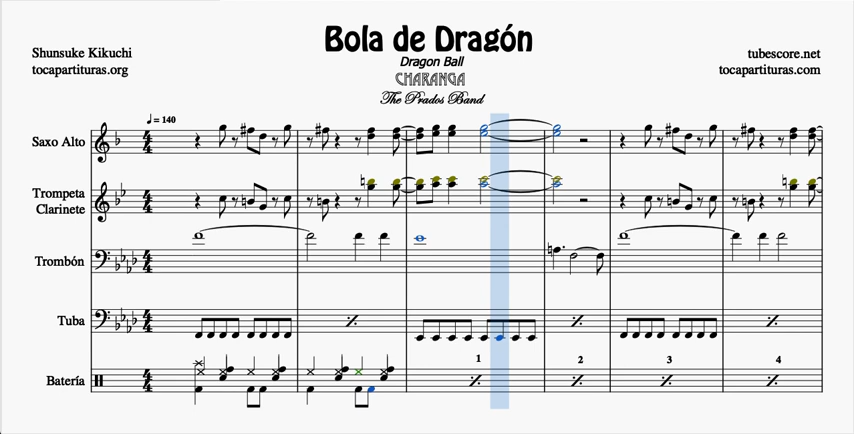 Bola de Dragón
Shunsuke Kikuchi
tubescore.net
Dragon Ball
tocapartituras.org
tocapartituras.com
CHARANGA
The Prados Band
♩ = 140
Saxo Alto
Trompeta
Clarinete
Trombón
Tuba
1 2 3 4
Batería